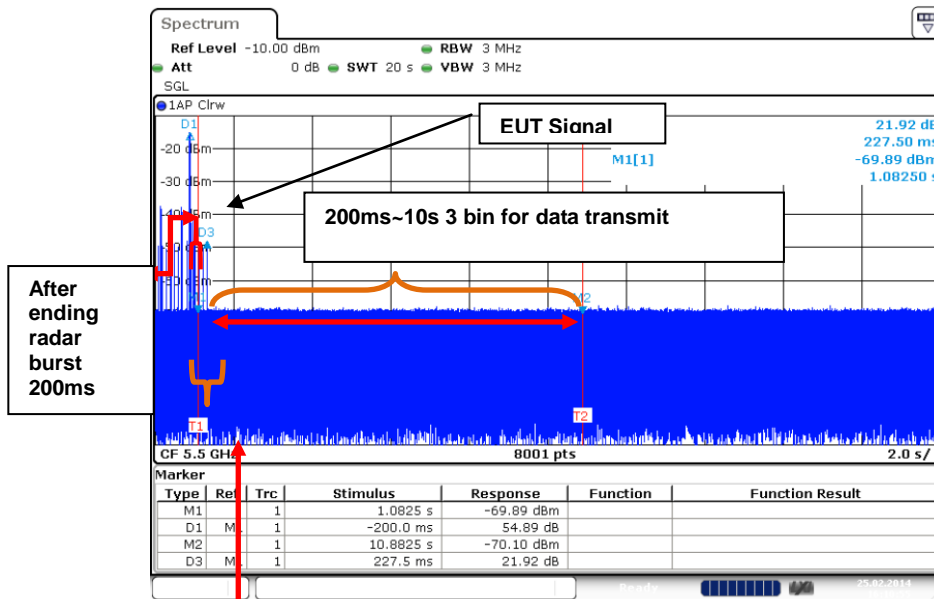 Spectrum
Ref Level -10.00 dBm RBW 3 MHz
Att 0 dB SWT 20 s VBW 3 MHz
SGL
1AP Clrw
D1
EUT Signal
21.92 dB
227.50 ms
M1[1] -69.89 dBm
1.08250 s
-20 dBm
-30 dBm
-40 dBm
200ms~10s 3 bin for data transmit
D3
-50 dBm
After
ending
radar
burst
200ms
M2
T1
T2
CF 5.5 GHz 8001 pts 2.0 s/
Marker
Type Ref Trc Stimulus Response Function Function Result
M1 1 1.0825 s -69.89 dBm
D1 M1 1 -200.0 ms 54.89 dB
M2 1 10.8825 s -70.10 dBm
D3 M1 1 227.5 ms 21.92 dB
Ready 25.02.2014